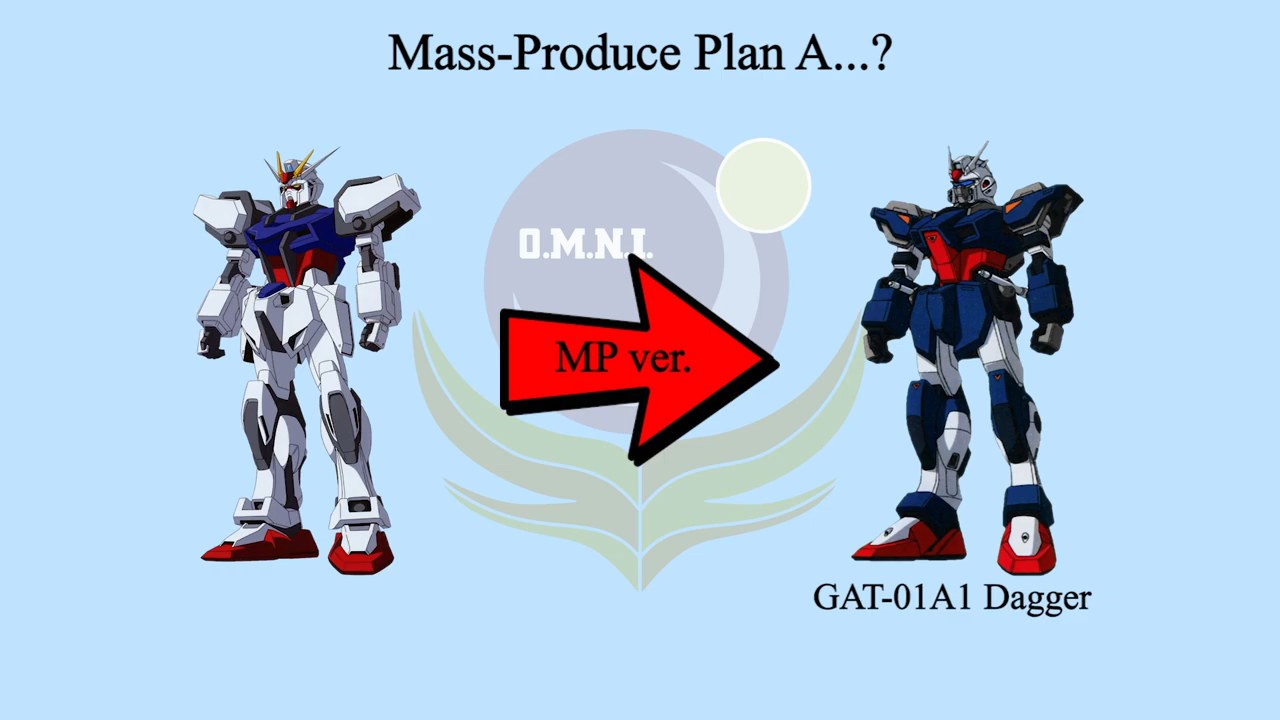 Mass-Produce Plan A...?
O.M.N.I.
MP ver.
GAT-01A1 Dagger